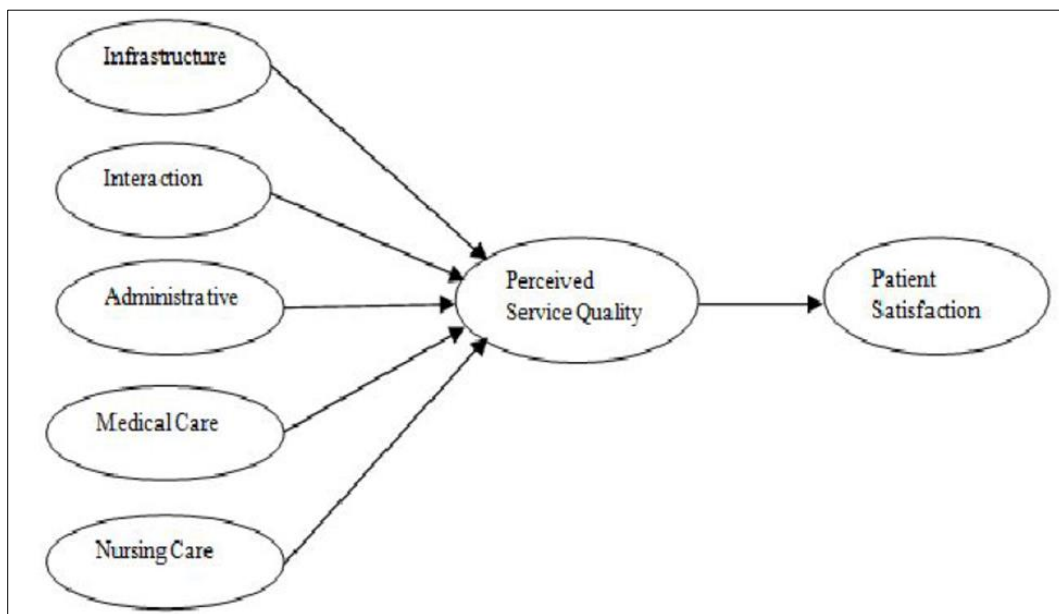 Infrastructure
Interaction
Administrative
Medical Care
Nursing Care
Perceived
Service Quality
Patient
Satisfaction